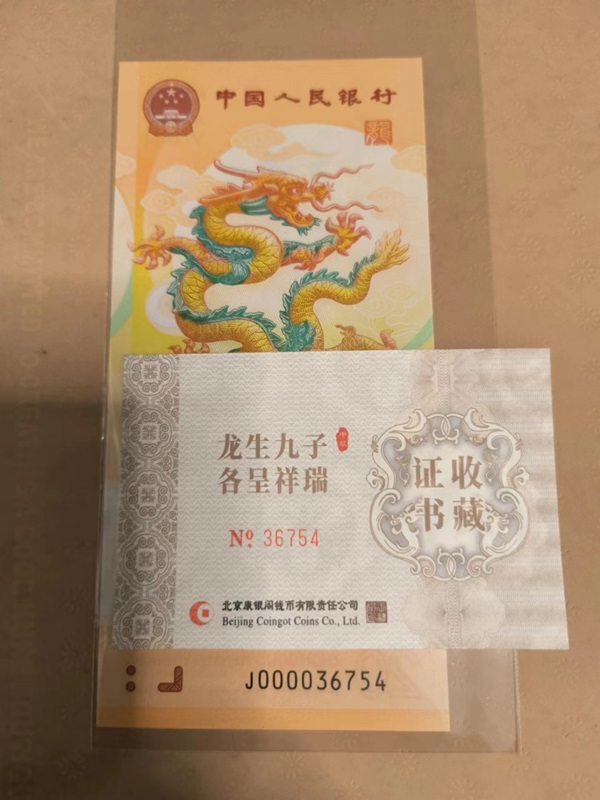 中国人民银行
龙生九子
各呈祥瑞
收藏
证书
Nº 36754
北京康银阁钱币有限责任公司
Beijing Coingot Coins Co., Ltd.
J000036754